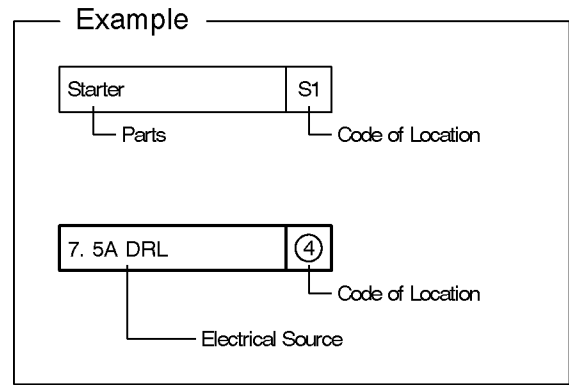 Example
Starter S1
Parts Code of Location
7. 5A DRL 4
Code of Location
Electrical Source